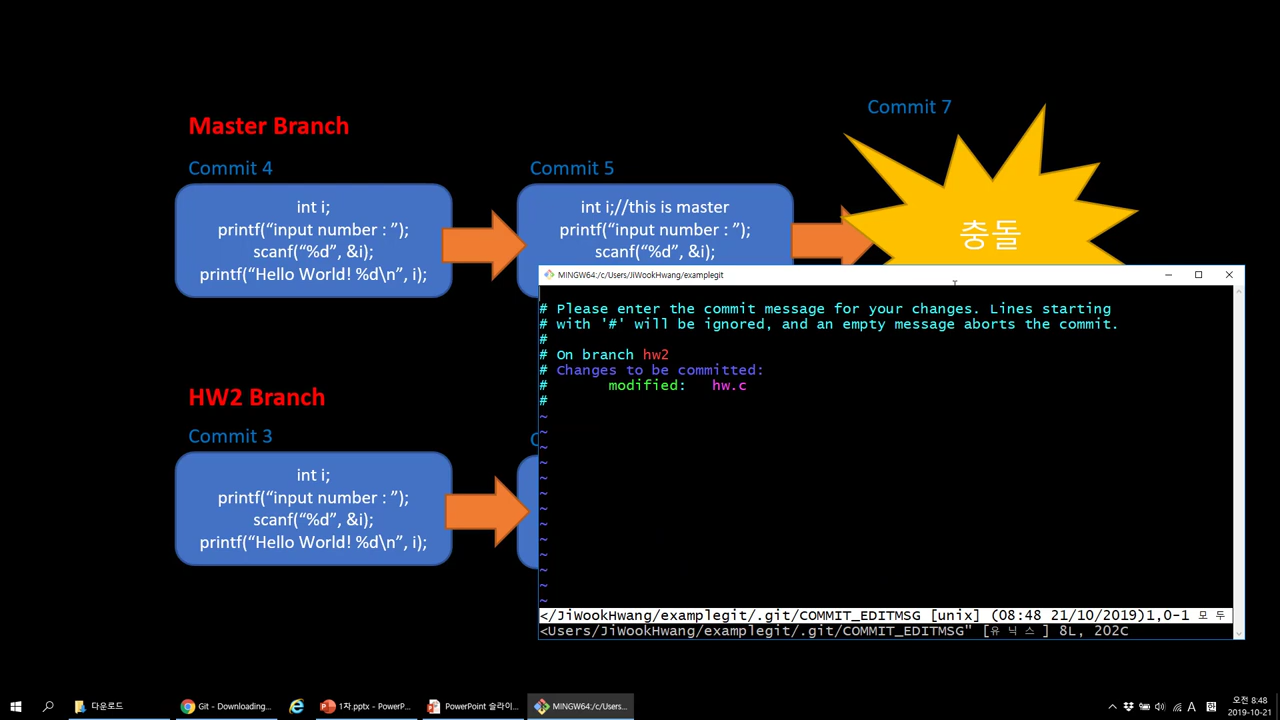 Commit 7
Master Branch
Commit 4
Commit 5
int i;
printf(“input number : ”);
scanf(“%d”, &i);
printf(“Hello World! %d\n”, i);
int i;//this is master
printf(“input number : ”);
scanf(“%d”, &i);
충돌
MINGW64:/c/Users/JiWookHwang/examplegit
# Please enter the commit message for your changes. Lines starting
# with '#' will be ignored, and an empty message aborts the commit.
#
# On branch hw2
# Changes to be committed:
#       modified:   hw.c
#
~
~
~
~
~
~
~
~
~
~
~
~
~
</JiWookHwang/examplegit/.git/COMMIT_EDITMSG [unix] (08:48 21/10/2019)1,0-1 모두
<Users/JiWookHwang/examplegit/.git/COMMIT_EDITMSG" [유닉스] 8L, 202C
HW2 Branch
Commit 3
int i;
printf(“input number : ”);
scanf(“%d”, &i);
printf(“Hello World! %d\n”, i);
다운로드
Git - Downloading...
1차.pptx - PowerP...
PowerPoint 슬라이...
MINGW64:/c/Users...
A
오전 8:48
2019-10-21